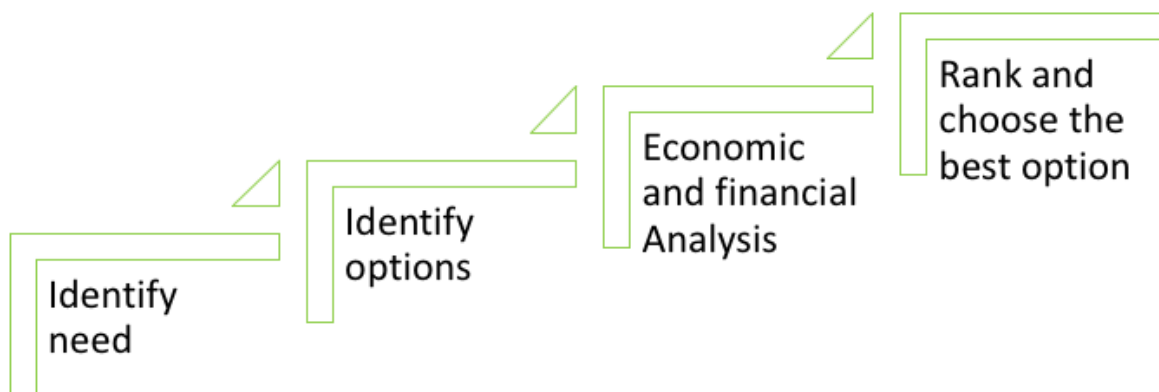 Identify
need
Identify
options
Economic
and financial
Analysis
Rank and
choose the
best option